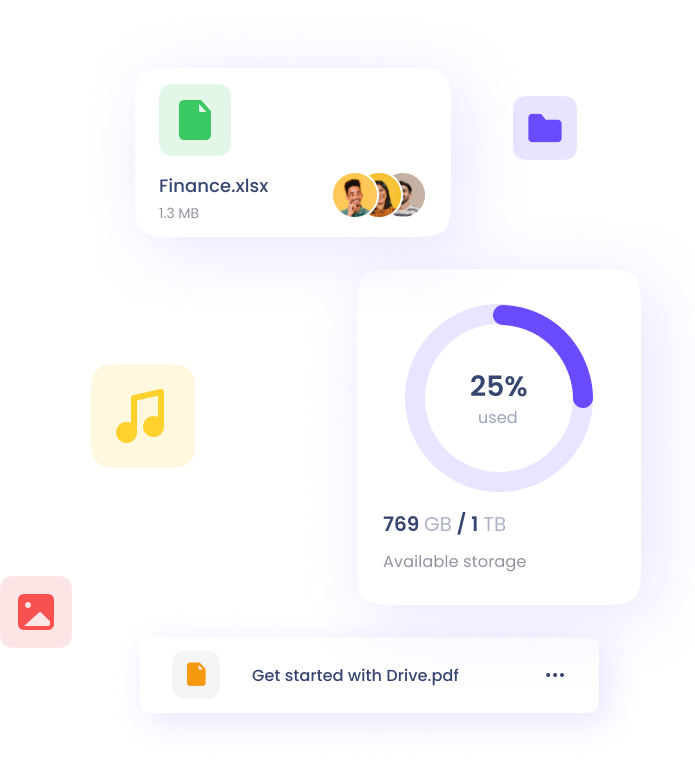 Finance.xlsx
1.3 MB
25%
used
769 GB / 1 TB
Available storage
Get started with Drive.pdf